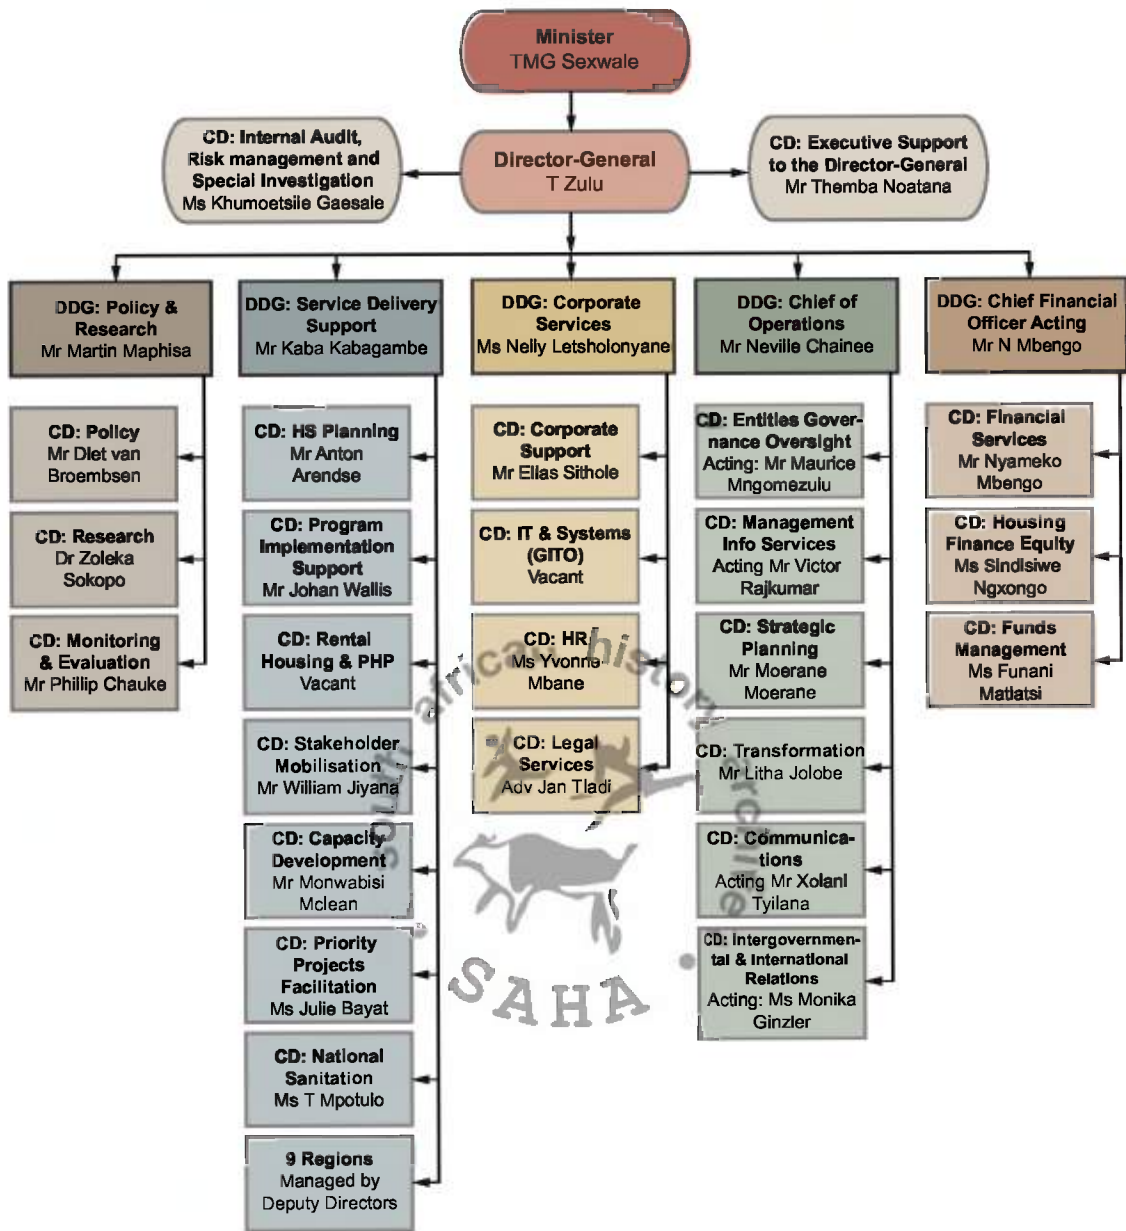 Minister
TMG Sexwale
CD: Internal Audit,
Risk management and
Special Investigation
Ms Khumoetsile Gaesale
Director-General
T Zulu
CD: Executive Support
to the Director-General
Mr Themba Noatana
DDG: Policy &
Research
Mr Martin Maphisa
DDG: Service Delivery
Support
Mr Kaba Kabagambe
DDG: Corporate
Services
Ms Nelly Letsholonyane
DDG: Chief of
Operations
Mr Neville Chainee
DDG: Chief Financial
Officer Acting
Mr N Mbengo
CD: Policy
Mr Diet van
Broembsen
CD: Research
Dr Zoleka
Sokopo
CD: Monitoring
& Evaluation
Mr Phillip Chauke
CD: HS Planning
Mr Anton
Arendse
CD: Program
Implementation
Support
Mr Johan Wallis
CD: Rental
Housing & PHP
Vacant
CD: Stakeholder
Mobilisation
Mr William Jiyana
CD: Capacity
Development
Mr Monwabisi
Mclean
CD: Priority
Projects
Facilitation
Ms Julie Bayat
CD: National
Sanitation
Ms T Mpotulo
9 Regions
Managed by
Deputy Directors
CD: Corporate
Support
Mr Elias Sithole
CD: IT & Systems
(GITO)
Vacant
CD: HR
Ms Yvonne
Mbane
CD: Legal
Services
Adv Jan Tladi
CD: Entities Gover-
nance Oversight
Acting: Mr Maurice
Mngomezulu
CD: Management
Info Services
Acting Mr Victor
Rajkumar
CD: Strategic
Planning
Mr Moerane
Moerane
CD: Transformation
Mr Litha Jolobe
CD: Communica-
tions
Acting Mr Xolani
Tyilana
CD: Intergovernmen-
tal & International
Relations
Acting: Ms Monika
Ginzler
CD: Financial
Services
Mr Nyameko
Mbengo
CD: Housing
Finance Equity
Ms Sindisiwe
Ngxongo
CD: Funds
Management
Ms Funani
Matlatsi
south african history archive
SAHA